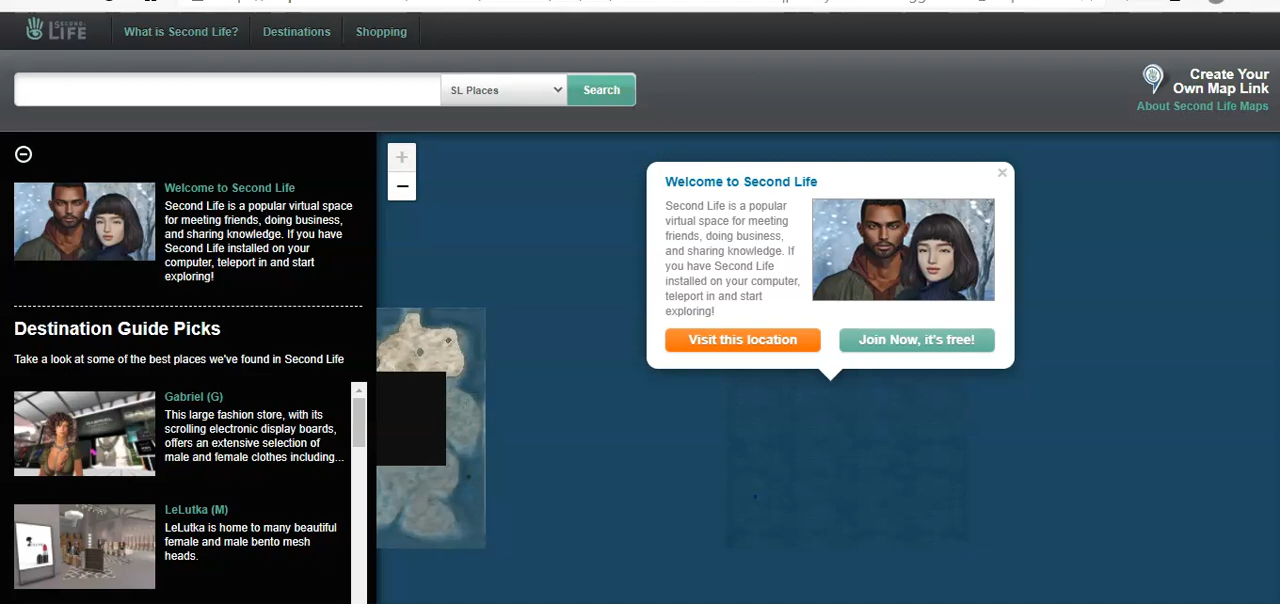 SECOND LIFE
What is Second Life?
Destinations
Shopping
SL Places
Search
Create Your
Own Map Link
About Second Life Maps
Welcome to Second Life
Second Life is a popular virtual space
for meeting friends, doing business,
and sharing knowledge. If you have
Second Life installed on your
computer, teleport in and start
exploring!
Destination Guide Picks
Take a look at some of the best places we've found in Second Life
Gabriel (G)
This large fashion store, with its
scrolling electronic display boards,
offers an extensive selection of
male and female clothes including...
LeLutka (M)
LeLutka is home to many beautiful
female and male bento mesh
heads.
Welcome to Second Life
Second Life is a popular
virtual space for meeting
friends, doing business,
and sharing knowledge. If
you have Second Life
installed on your computer,
teleport in and start
exploring!
Visit this location
Join Now, it's free!